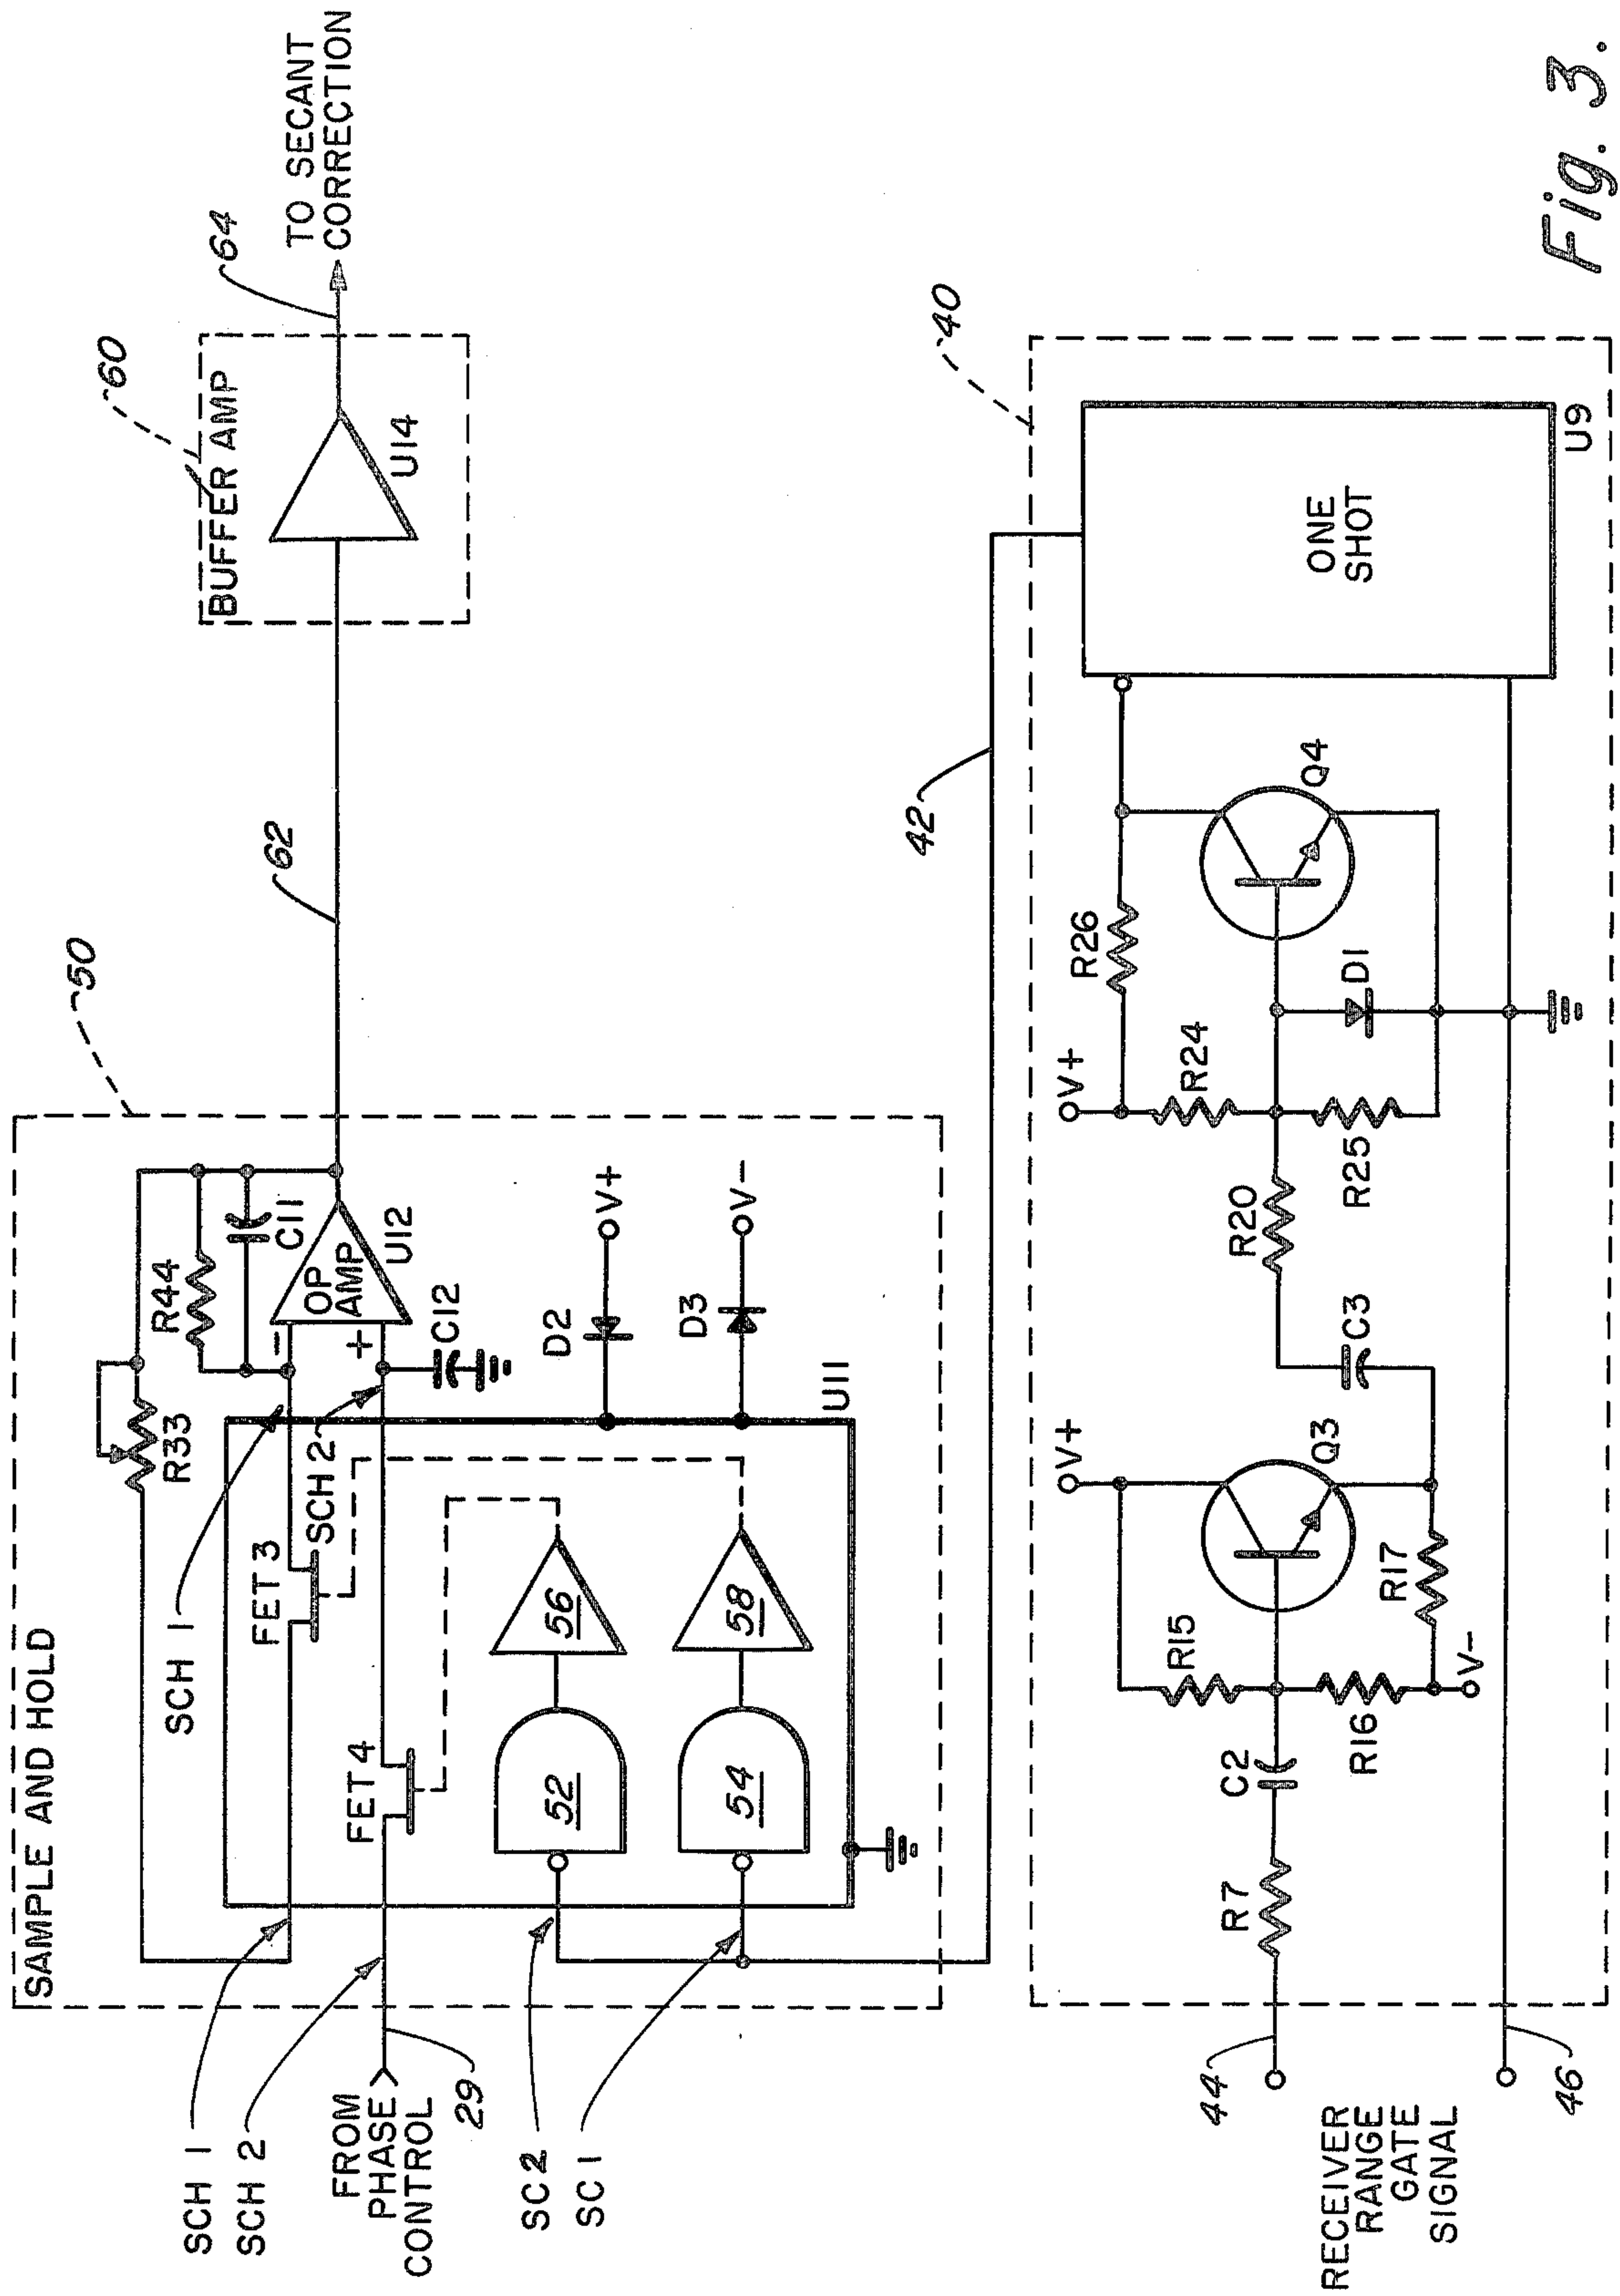 SAMPLE AND HOLD
50
BUFFER AMP
60
U14
64
TO SECANT
CORRECTION
62
R33
R44
C11
OP
AMP
-
+
U12
C12
SCH 1
SCH 2
FET 3
FET 4
SCH 1
SCH 2
FROM
PHASE
CONTROL
29
SC 2
SC 1
52
54
56
58
U11
D2
V+
D3
V-
42
40
ONE
SHOT
U9
V+
R26
R24
R25
D1
Q4
R20
C3
V+
Q3
R15
R16
R17
V-
C2
R7
44
46
RECEIVER
RANGE
GATE
SIGNAL
Fig. 3.